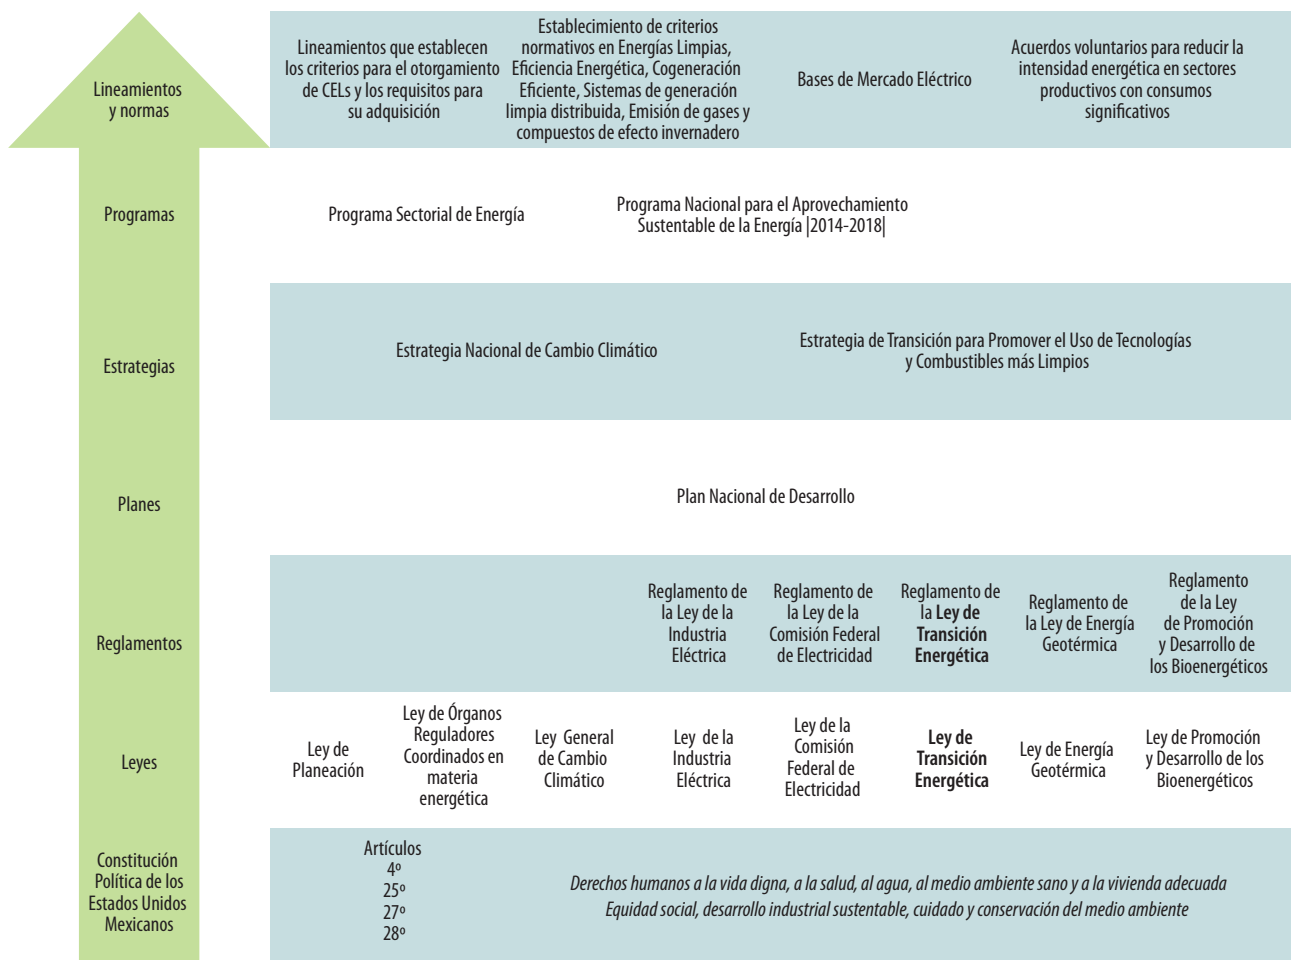 Lineamientos
y normas
Lineamientos que establecen
los criterios para el otorgamiento
de CELs y los requisitos para
su adquisición
Establecimiento de criterios
normativos en Energías Limpias,
Eficiencia Energética, Cogeneración
Eficiente, Sistemas de generación
limpia distribuida, Emisión de gases y
compuestos de efecto invernadero
Bases de Mercado Eléctrico
Acuerdos voluntarios para reducir la
intensidad energética en sectores
productivos con consumos
significativos
Programas
Programa Sectorial de Energía
Programa Nacional para el Aprovechamiento
Sustentable de la Energía |2014-2018|
Estrategias
Estrategia Nacional de Cambio Climático
Estrategia de Transición para Promover el Uso de Tecnologías
y Combustibles más Limpios
Planes
Plan Nacional de Desarrollo
Reglamentos
Reglamento de
la Ley de la
Industria
Eléctrica
Reglamento de
la Ley de la
Comisión Federal
de Electricidad
Reglamento de
la Ley de
Transición
Energética
Reglamento de
la Ley de Energía
Geotérmica
Reglamento
de la Ley
de Promoción
y Desarrollo de
los Bioenergéticos
Leyes
Ley de
Planeación
Ley de Órganos
Reguladores
Coordinados en
materia
energética
Ley General
de Cambio
Climático
Ley de la
Industria
Eléctrica
Ley de la
Comisión
Federal de
Electricidad
Ley de
Transición
Energética
Ley de Energía
Geotérmica
Ley de Promoción
y Desarrollo de los
Bioenergéticos
Constitución
Política de los
Estados Unidos
Mexicanos
Artículos
4º
25º
27º
28º
Derechos humanos a la vida digna, a la salud, al agua, al medio ambiente sano y a la vivienda adecuada
Equidad social, desarrollo industrial sustentable, cuidado y conservación del medio ambiente